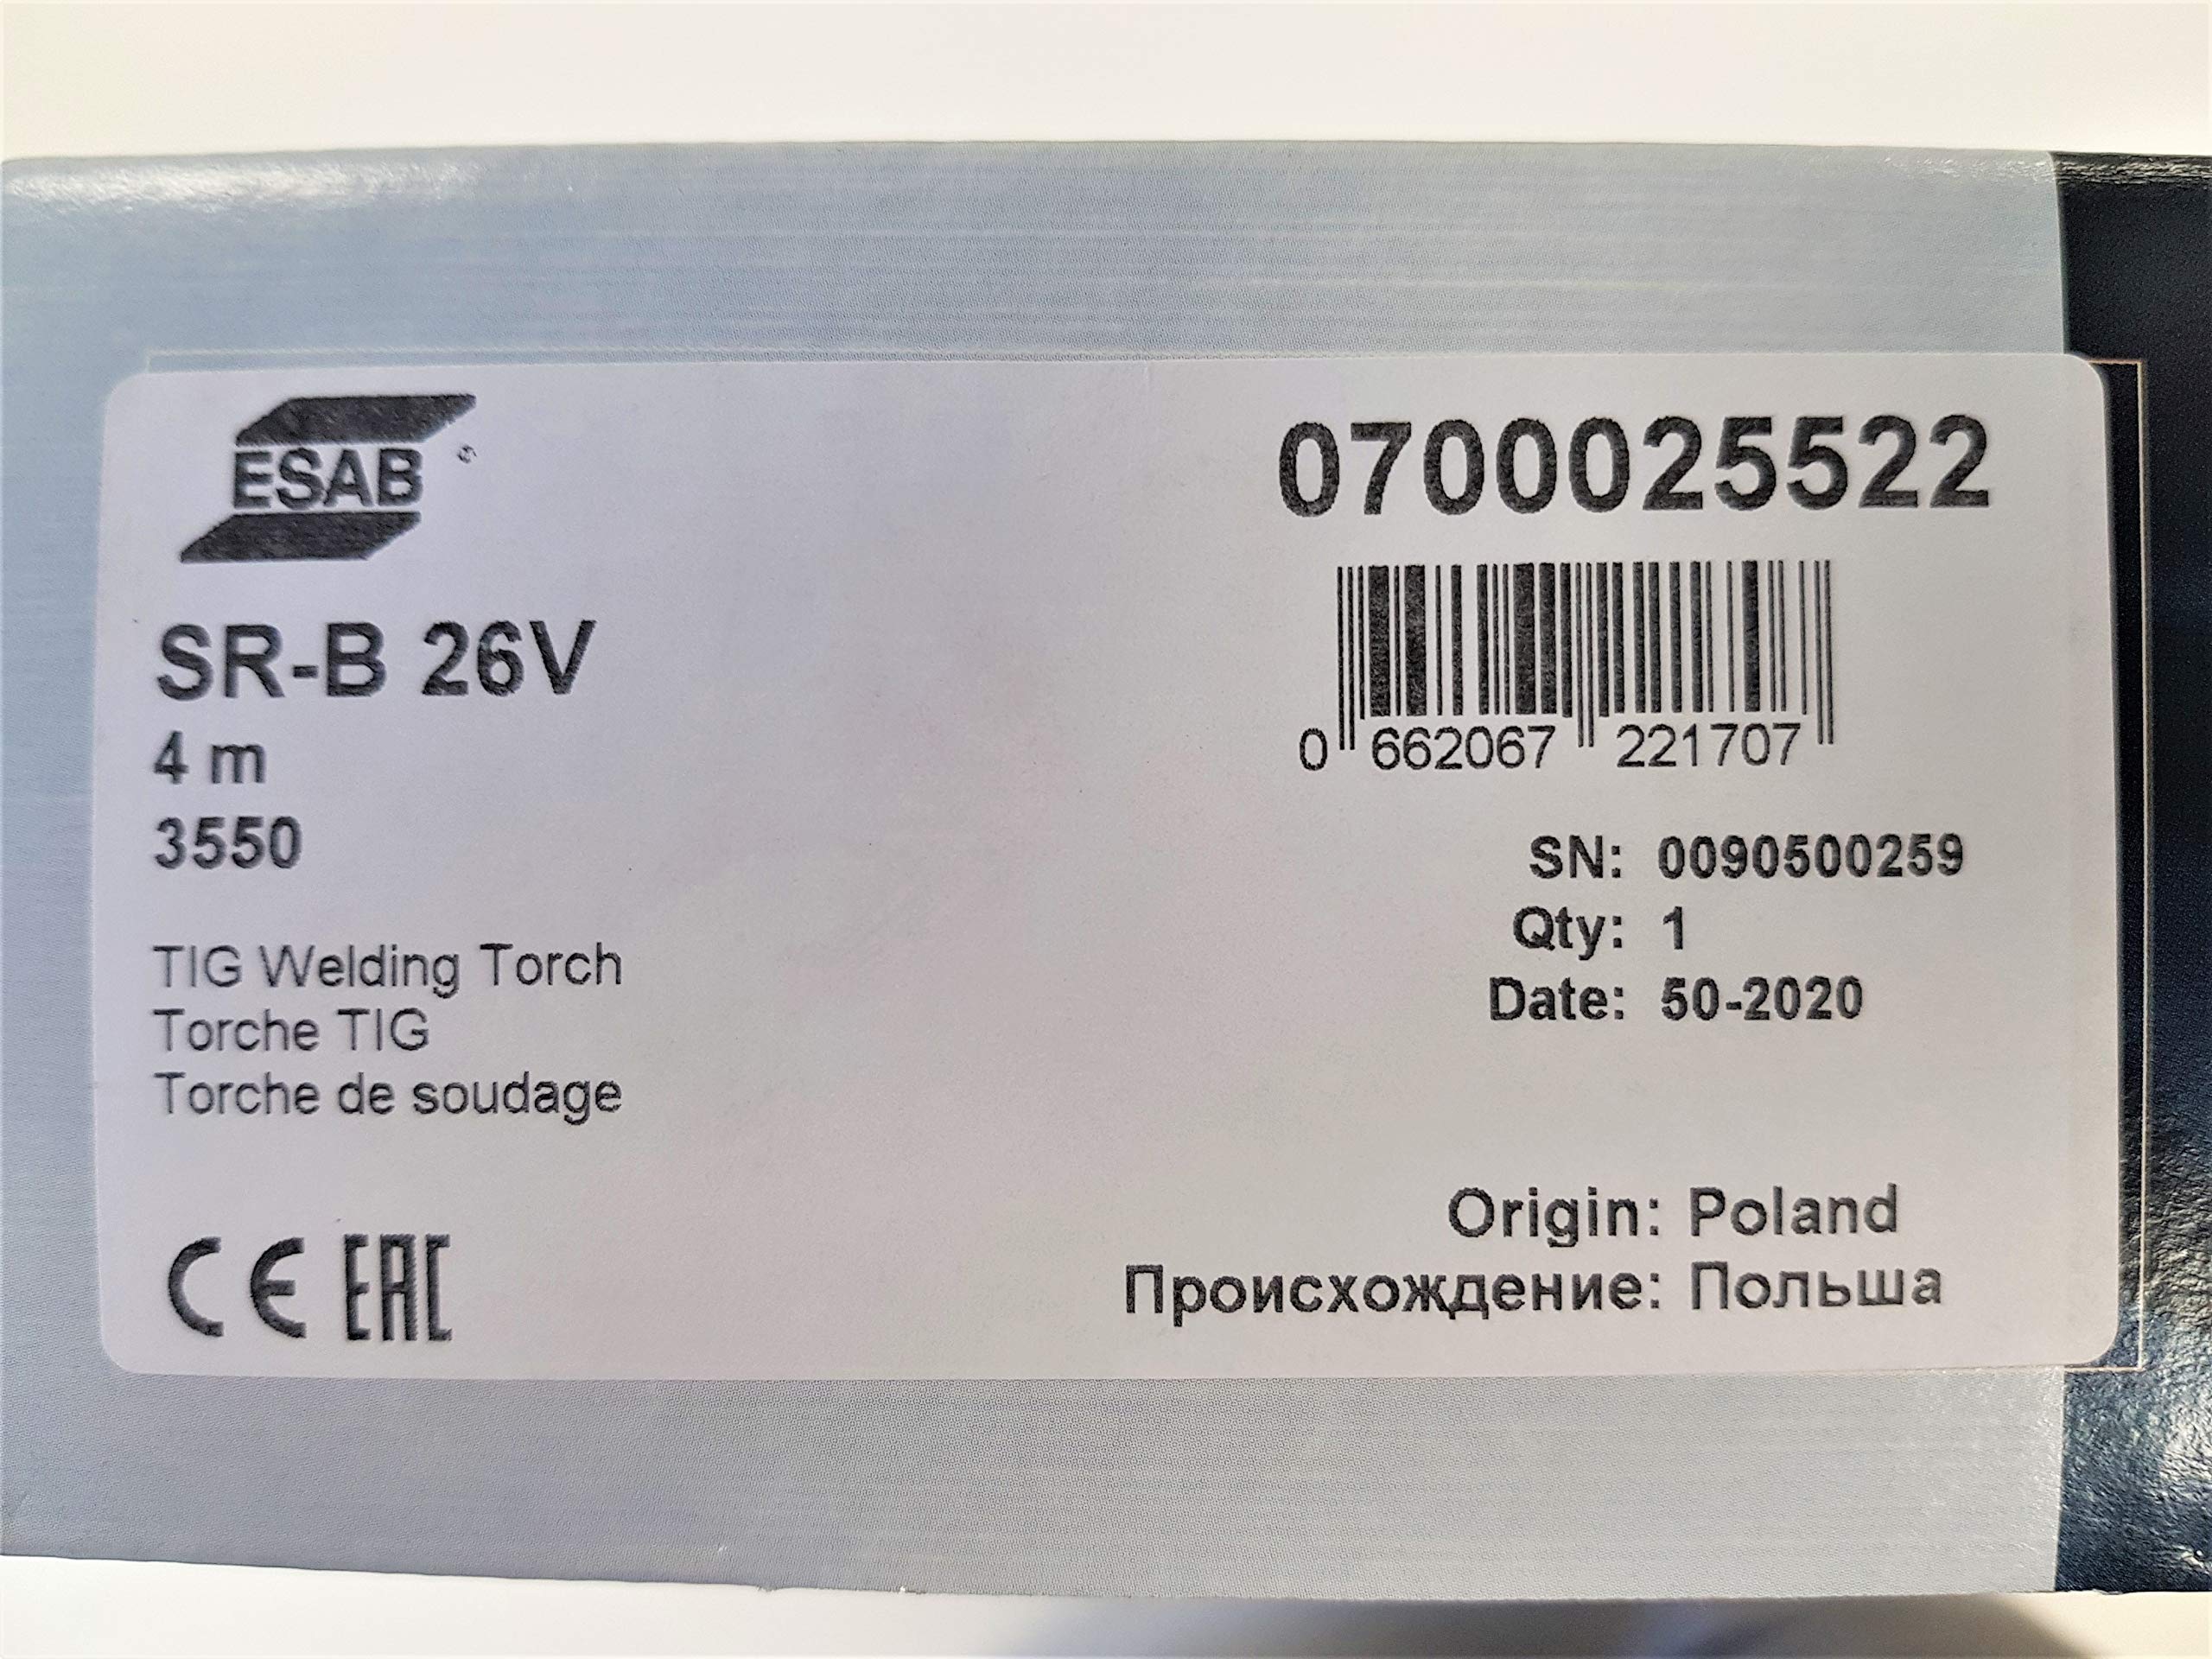 ESAB
SR-B 26V
4 m
3550
TIG Welding Torch
Torche TIG
Torche de soudage
CE EAC
0700025522
0 662067 221707
SN: 0090500259
Qty: 1
Date: 50-2020
Origin: Poland
Происхождение: Польша